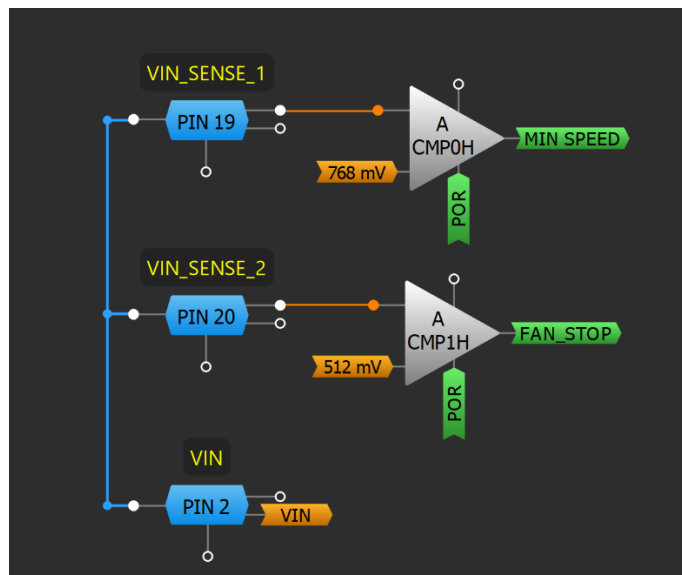 VIN_SENSE_1
PIN 19
A
CMP0H
MIN SPEED
768 mV
POR
VIN_SENSE_2
PIN 20
A
CMP1H
FAN_STOP
512 mV
POR
VIN
PIN 2
VIN